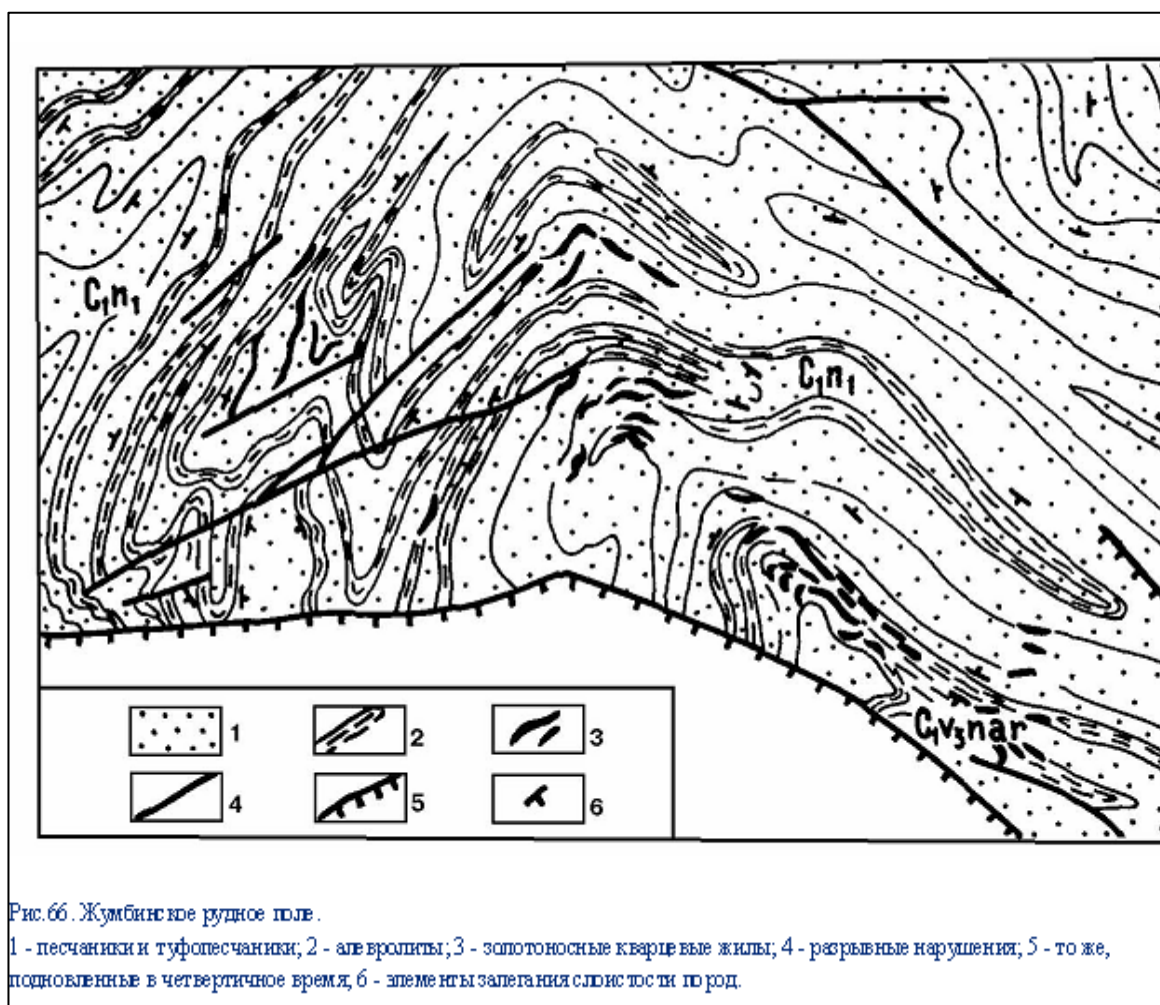 C₁n₁
C₁n₁
C₁v₃nar
1
2
3
4
5
6
Рис.66. Жумбинское рудное поле.
1 - песчаники и туфопесчаники; 2 - алевролиты; 3 - золотоносные кварцевые жилы; 4 - разрывные нарушения; 5 - то же,
подновленные в четвертичное время; 6 - элементы залегания слоистости пород.